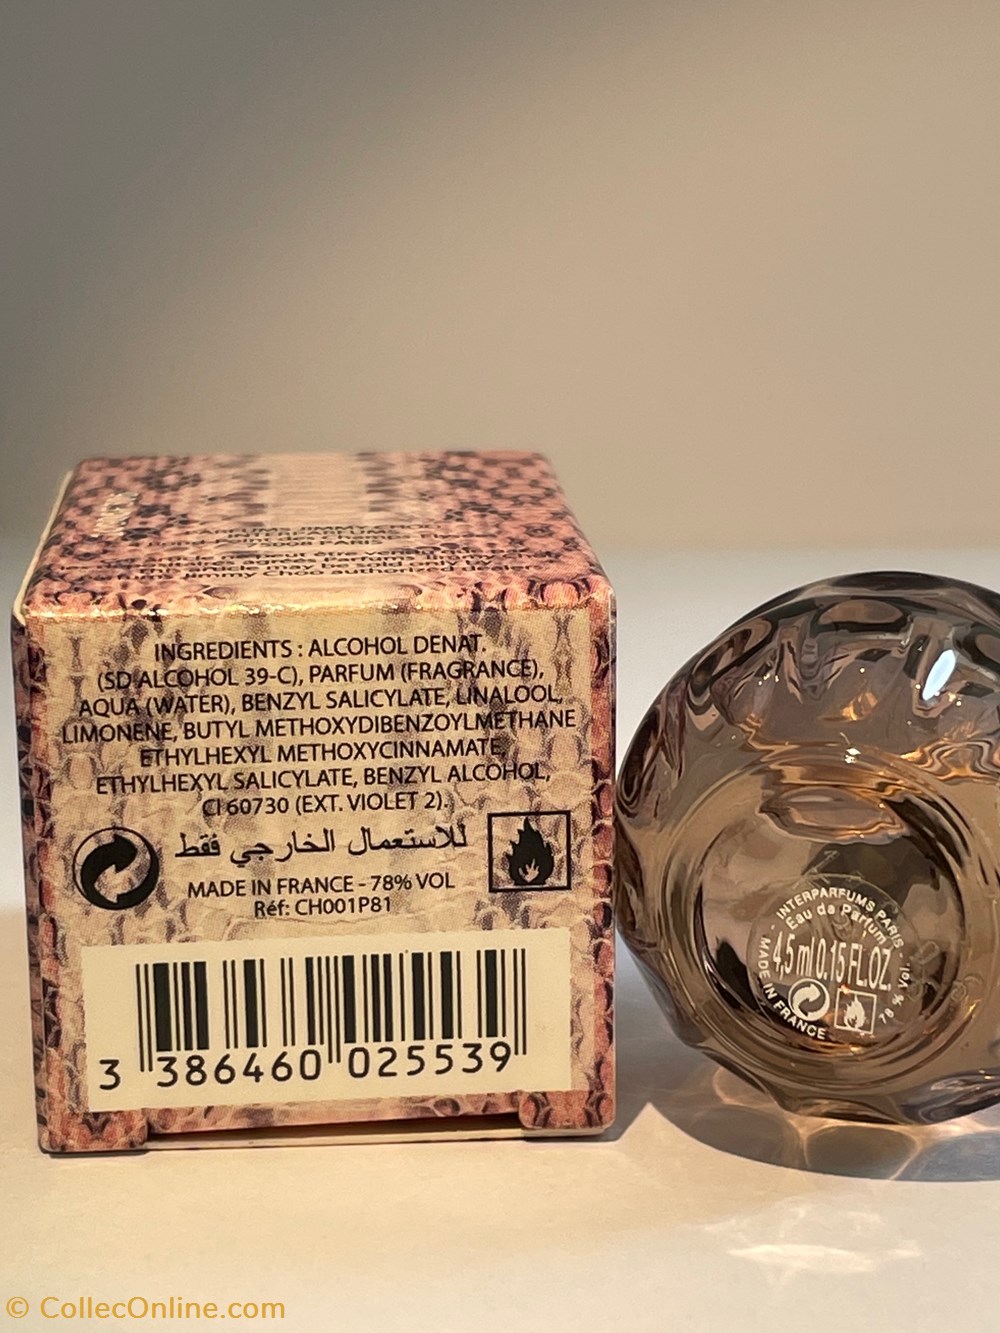 INGREDIENTS : ALCOHOL DENAT.
(SD ALCOHOL 39-C), PARFUM (FRAGRANCE),
AQUA (WATER), BENZYL SALICYLATE, LINALOOL,
LIMONENE, BUTYL METHOXYDIBENZOYLMETHANE
ETHYLHEXYL METHOXYCINNAMATE,
ETHYLHEXYL SALICYLATE, BENZYL ALCOHOL,
CI 60730 (EXT. VIOLET 2).
للاستعمال الخارجي فقط
MADE IN FRANCE - 78% VOL
Réf: CH001P81
3 386460 025539
INTERPARFUMS PARIS
Eau de Parfum
4,5 ml 0.15 FL.OZ.
MADE IN FRANCE - 78 % Vol.
© CollecOnline.com